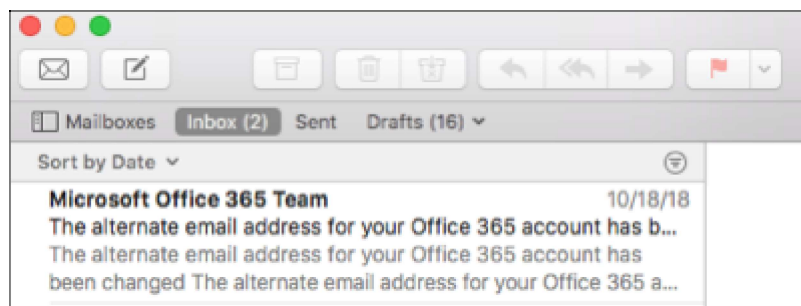 Mailboxes Inbox (2) Sent Drafts (16)
Sort by Date
Microsoft Office 365 Team 10/18/18
The alternate email address for your Office 365 account has b...
The alternate email address for your Office 365 account has
been changed The alternate email address for your Office 365 a...